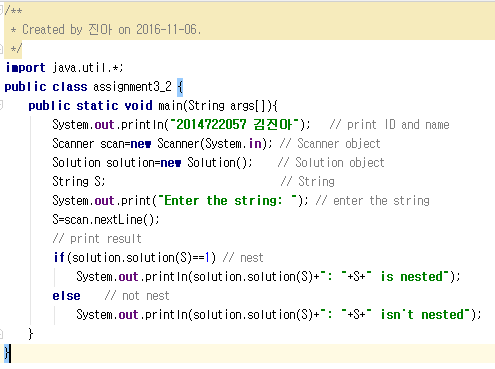 /**
 * Created by 진아 on 2016-11-06.
 */
import java.util.*;
public class assignment3_2 {
    public static void main(String args[]){
        System.out.println("2014722057 김진아");   // print ID and name
        Scanner scan=new Scanner(System.in); // Scanner object
        Solution solution=new Solution();    // Solution object
        String S;                            // String
        System.out.print("Enter the string: "); // enter the string
        S=scan.nextLine();
        // print result
        if(solution.solution(S)==1) // nest
            System.out.println(solution.solution(S)+": "+S+" is nested");
        else    // not nest
            System.out.println(solution.solution(S)+": "+S+" isn't nested");
    }
}